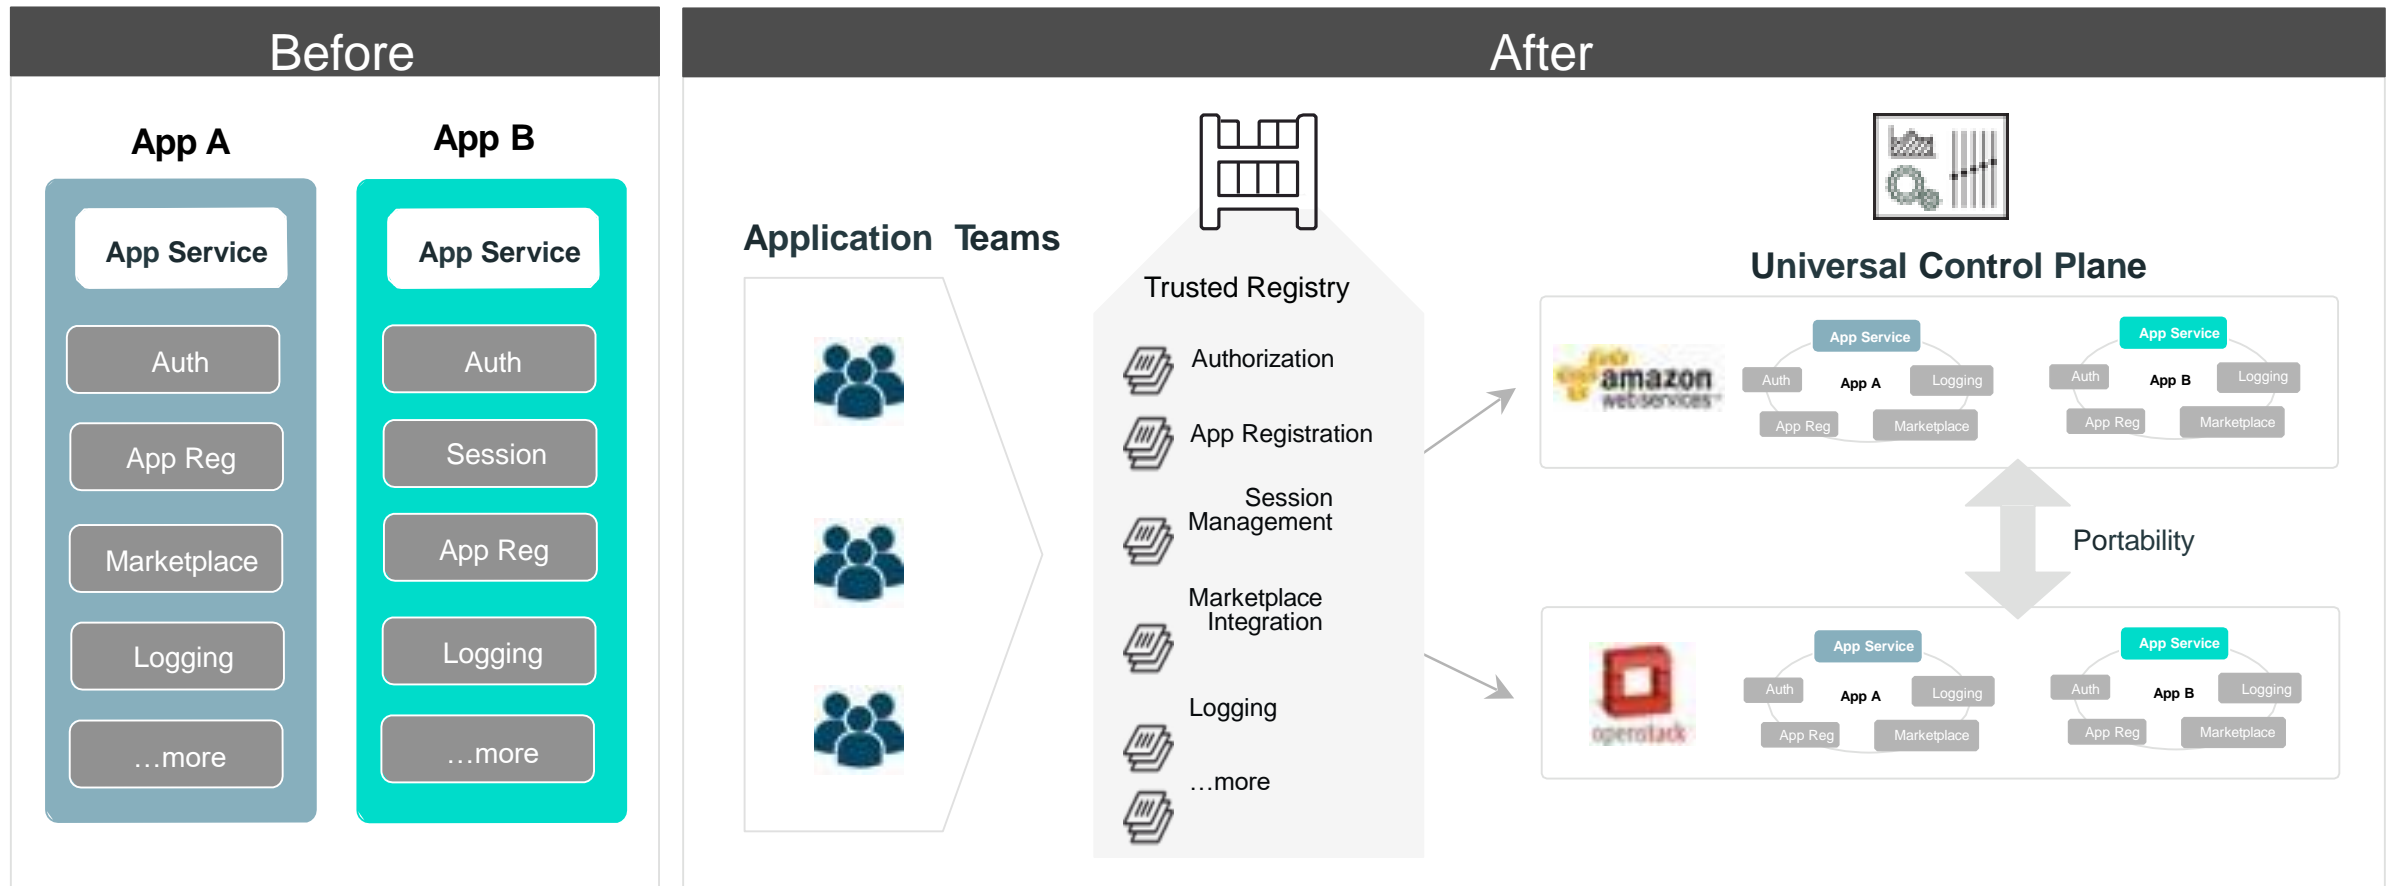 Before
App A
App B
App Service
Auth
App Reg
Marketplace
Logging
…more
App Service
Auth
Session
App Reg
Logging
…more
After
Application Teams
Trusted Registry
Authorization
App Registration
Session
Management
Marketplace
Integration
Logging
…more
Universal Control Plane
amazon
webservices
App Service
Auth
App A
Logging
App Reg
Marketplace
App Service
Auth
App B
Logging
App Reg
Marketplace
Portability
openstack
App Service
Auth
App A
Logging
App Reg
Marketplace
App Service
Auth
App B
Logging
App Reg
Marketplace